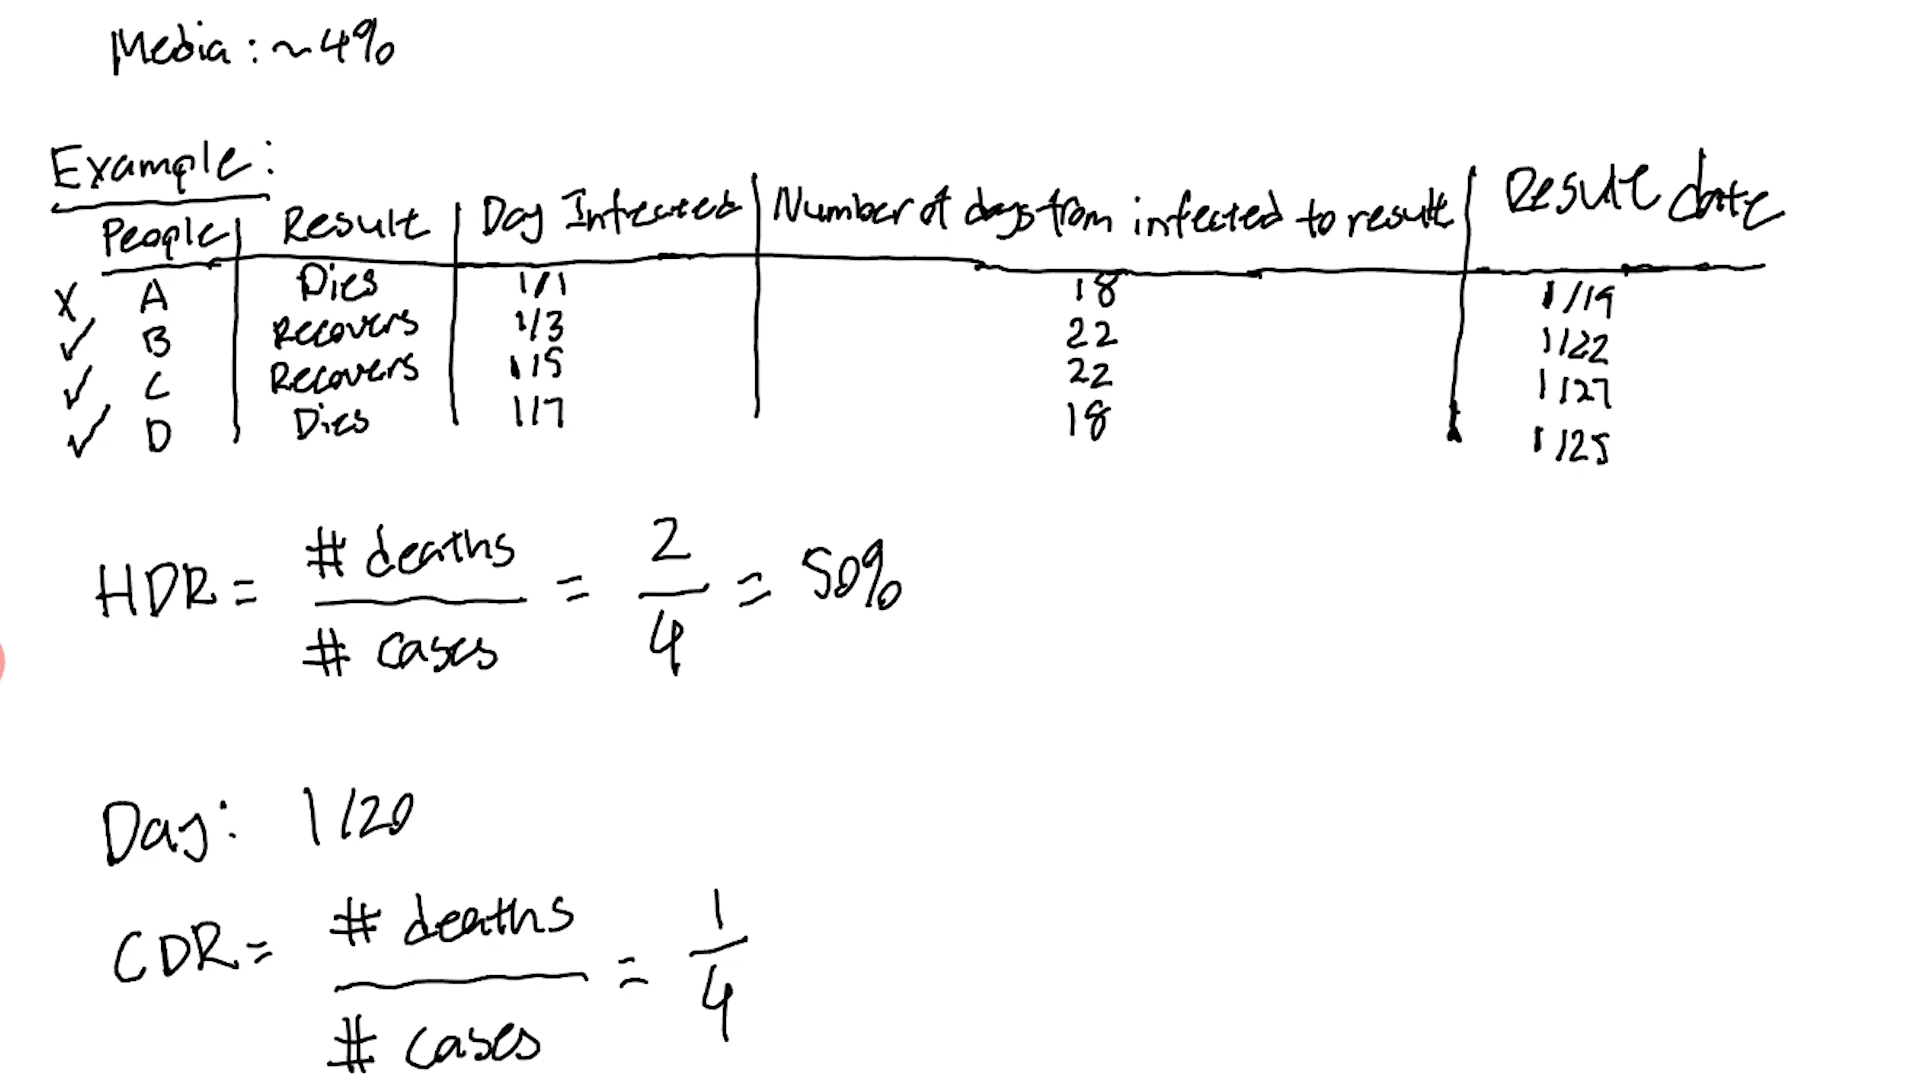 Media: ~4%
Example:
People | Result | Day Infected | Number of days from infected to result | Result date
x A Dies 1/1 18 1/19
✓ B Recovers 1/3 22 1/22
✓ C Recovers 1/5 22 1/27
✓ D Dies 1/7 18 1/25
HDR = # deaths / # cases = 2 / 4 = 50%
Day: 1/20
CDR = # deaths / # cases = 1 / 4